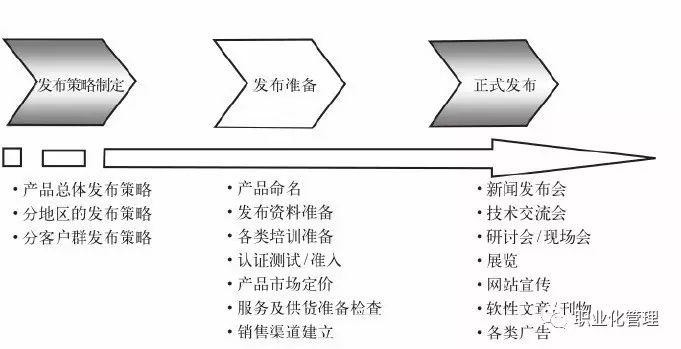 发布策略制定
发布准备
正式发布
·产品总体发布策略
·分地区的发布策略
·分客户群发布策略
·产品命名
·发布资料准备
·各类培训准备
·认证测试/准入
·产品市场定价
·服务及供货准备检查
·销售渠道建立
·新闻发布会
·技术交流会
·研讨会/现场会
·展览
·网站宣传
·软性文章/刊物
·各类广告
职业化管理